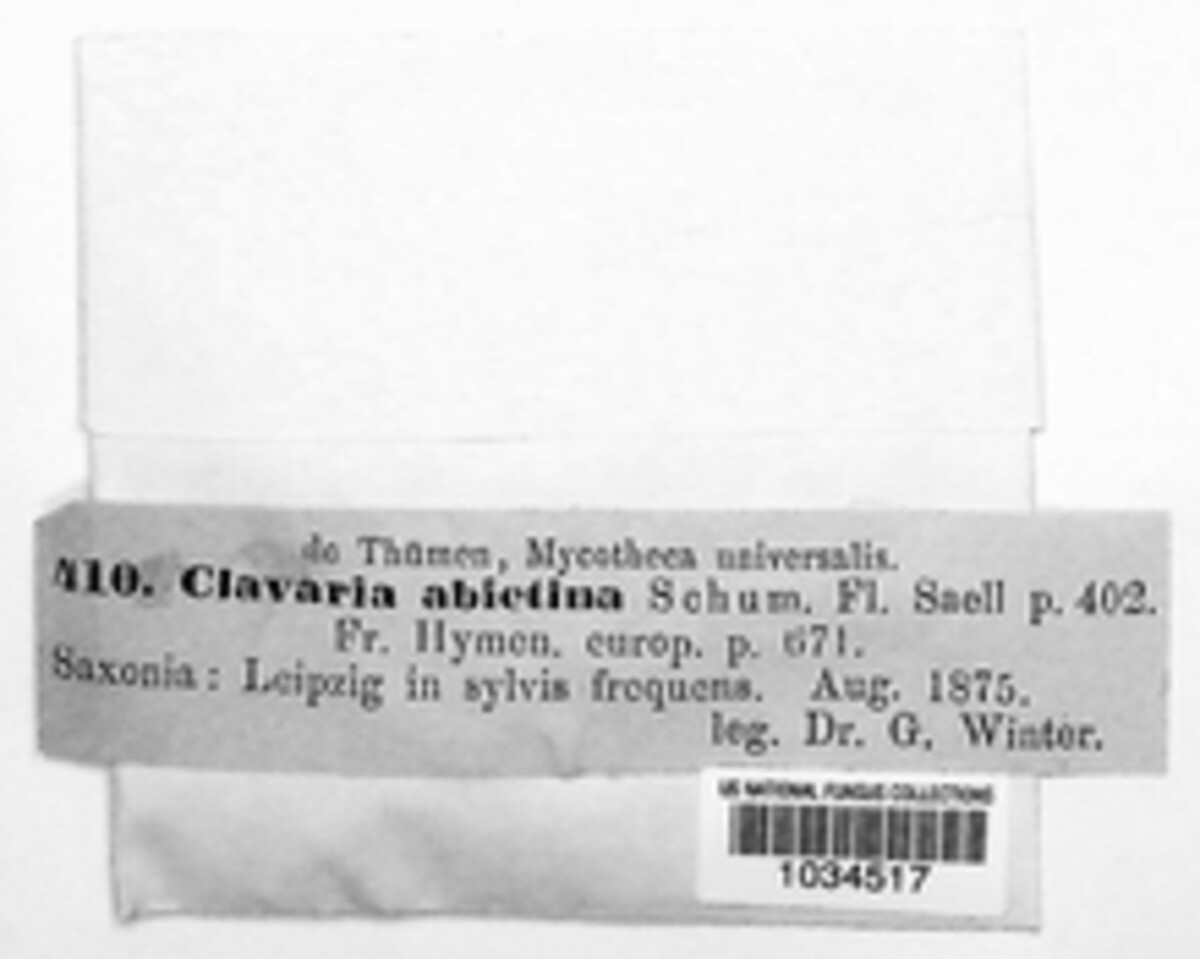 de Thümen, Mycotheca universalis.
410. Clavaria abietina Schum. Fl. Saell p. 402.
Fr. Hymen. europ. p. 671.
Saxonia: Leipzig in sylvis frequens. Aug. 1875.
leg. Dr. G. Winter.
US NATIONAL FUNGUS COLLECTIONS
1034517